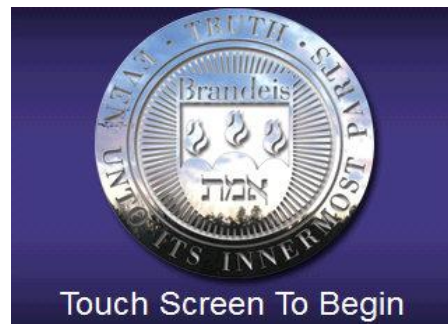 · TRUTH · EVEN UNTO ITS INNERMOST PARTS
Brandeis
אמת
Touch Screen To Begin